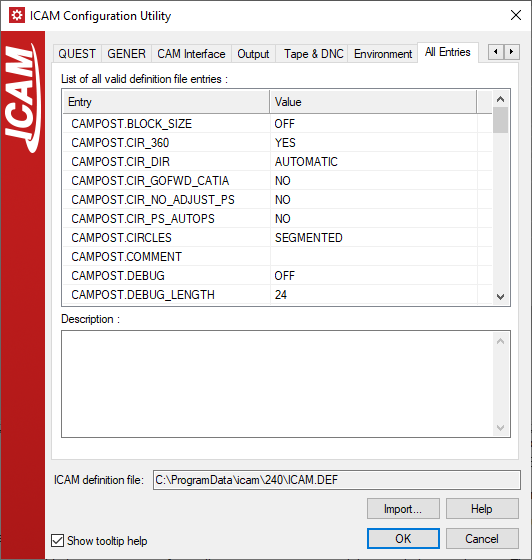 ICAM Configuration Utility
ICAM
QUEST GENER CAM Interface Output Tape & DNC Environment All Entries
List of all valid definition file entries :
Entry Value
CAMPOST.BLOCK_SIZE OFF
CAMPOST.CIR_360 YES
CAMPOST.CIR_DIR AUTOMATIC
CAMPOST.CIR_GOFWD_CATIA NO
CAMPOST.CIR_NO_ADJUST_PS NO
CAMPOST.CIR_PS_AUTOPS NO
CAMPOST.CIRCLES SEGMENTED
CAMPOST.COMMENT
CAMPOST.DEBUG OFF
CAMPOST.DEBUG_LENGTH 24
Description :
ICAM definition file: C:\ProgramData\icam\240\ICAM.DEF
Import... Help
Show tooltip help OK Cancel